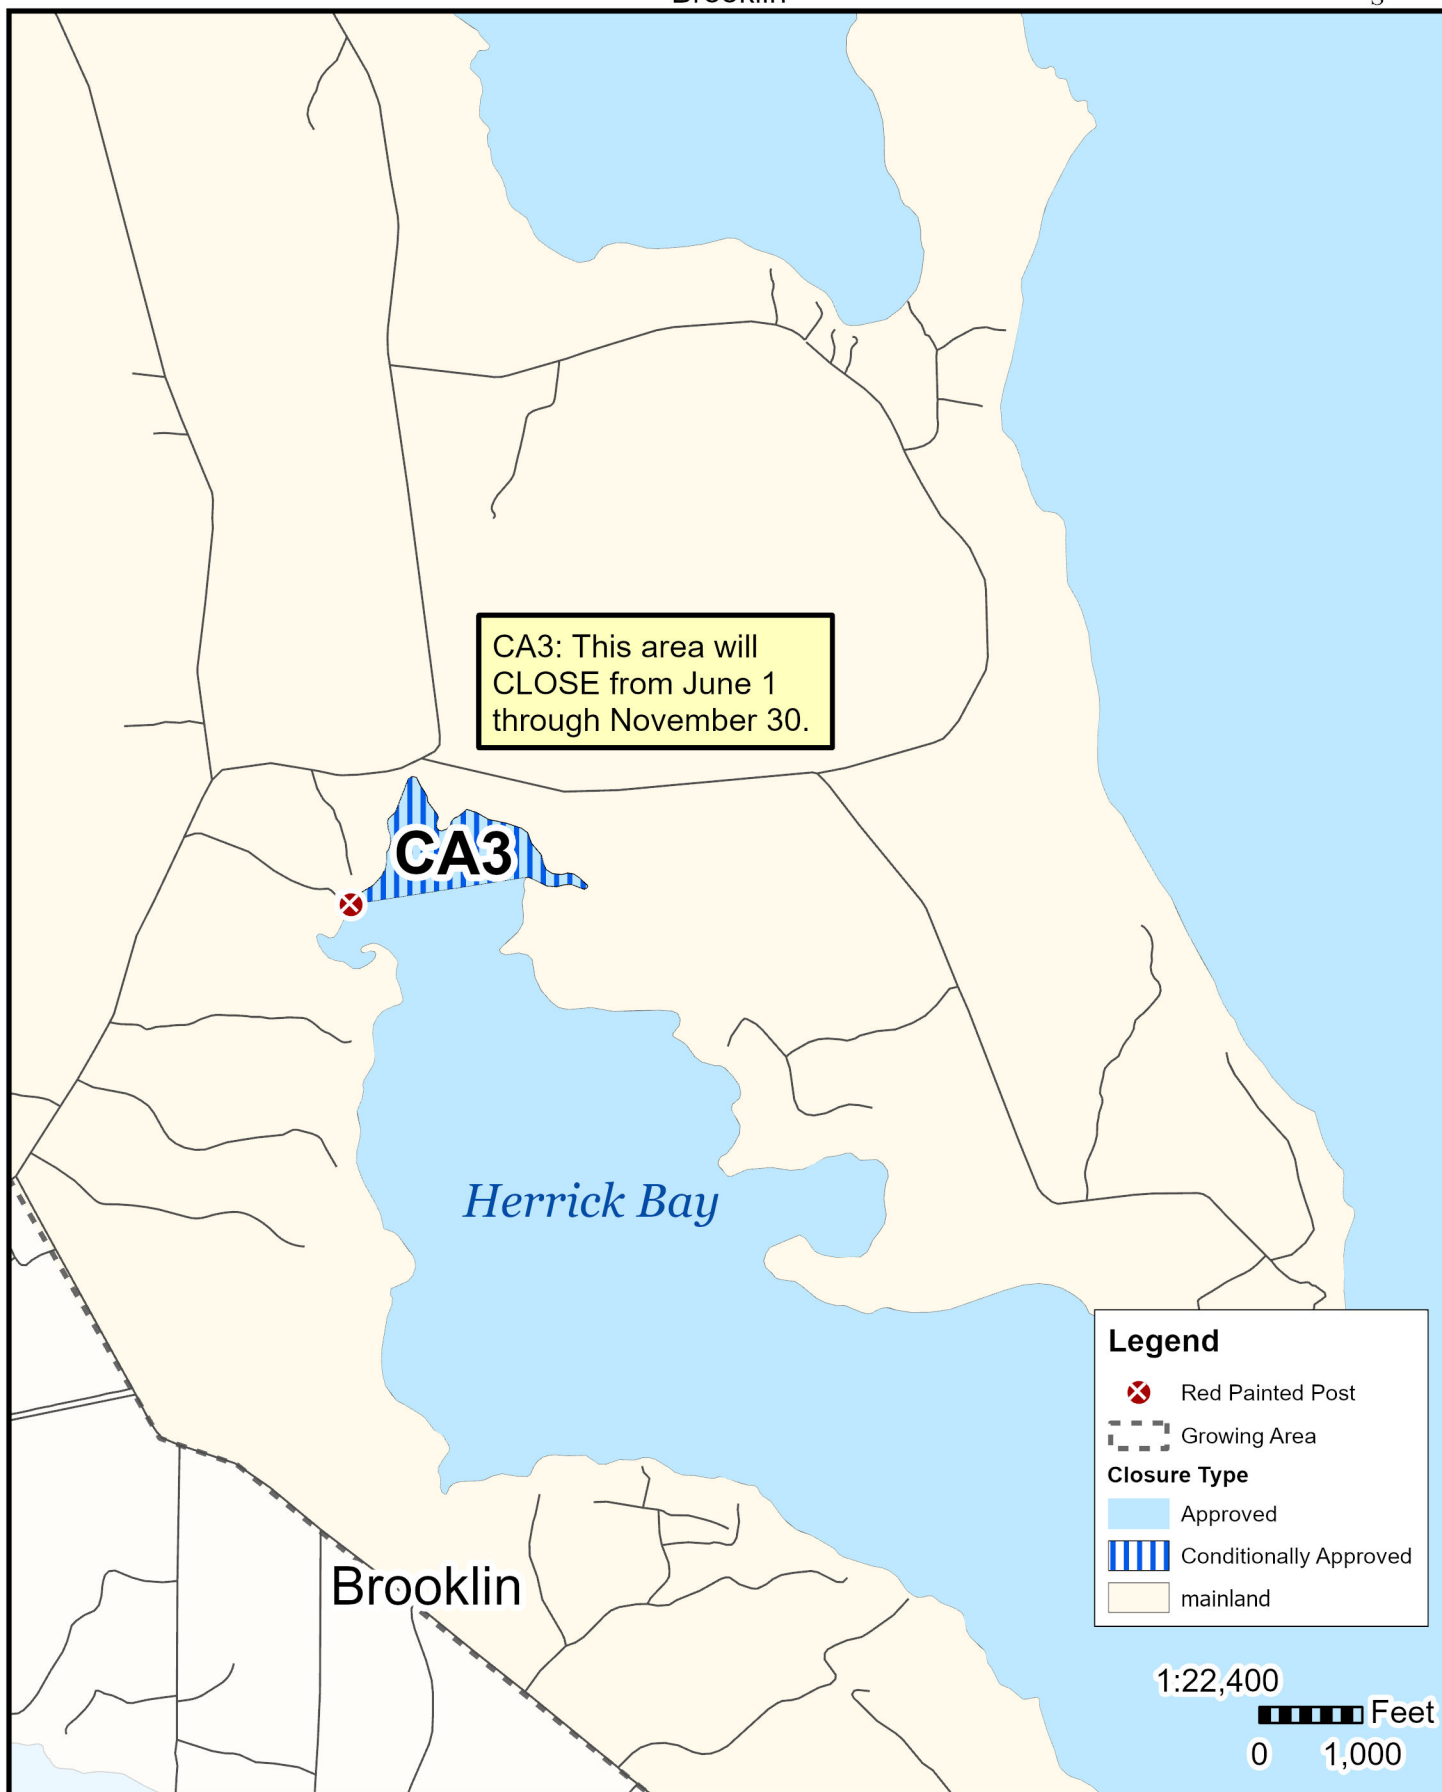 CA3: This area will
CLOSE from June 1
through November 30.
CA3
Herrick Bay
Brooklin
Legend
Red Painted Post
Growing Area
Closure Type
Approved
Conditionally Approved
mainland
1:22,400
Feet
0 1,000